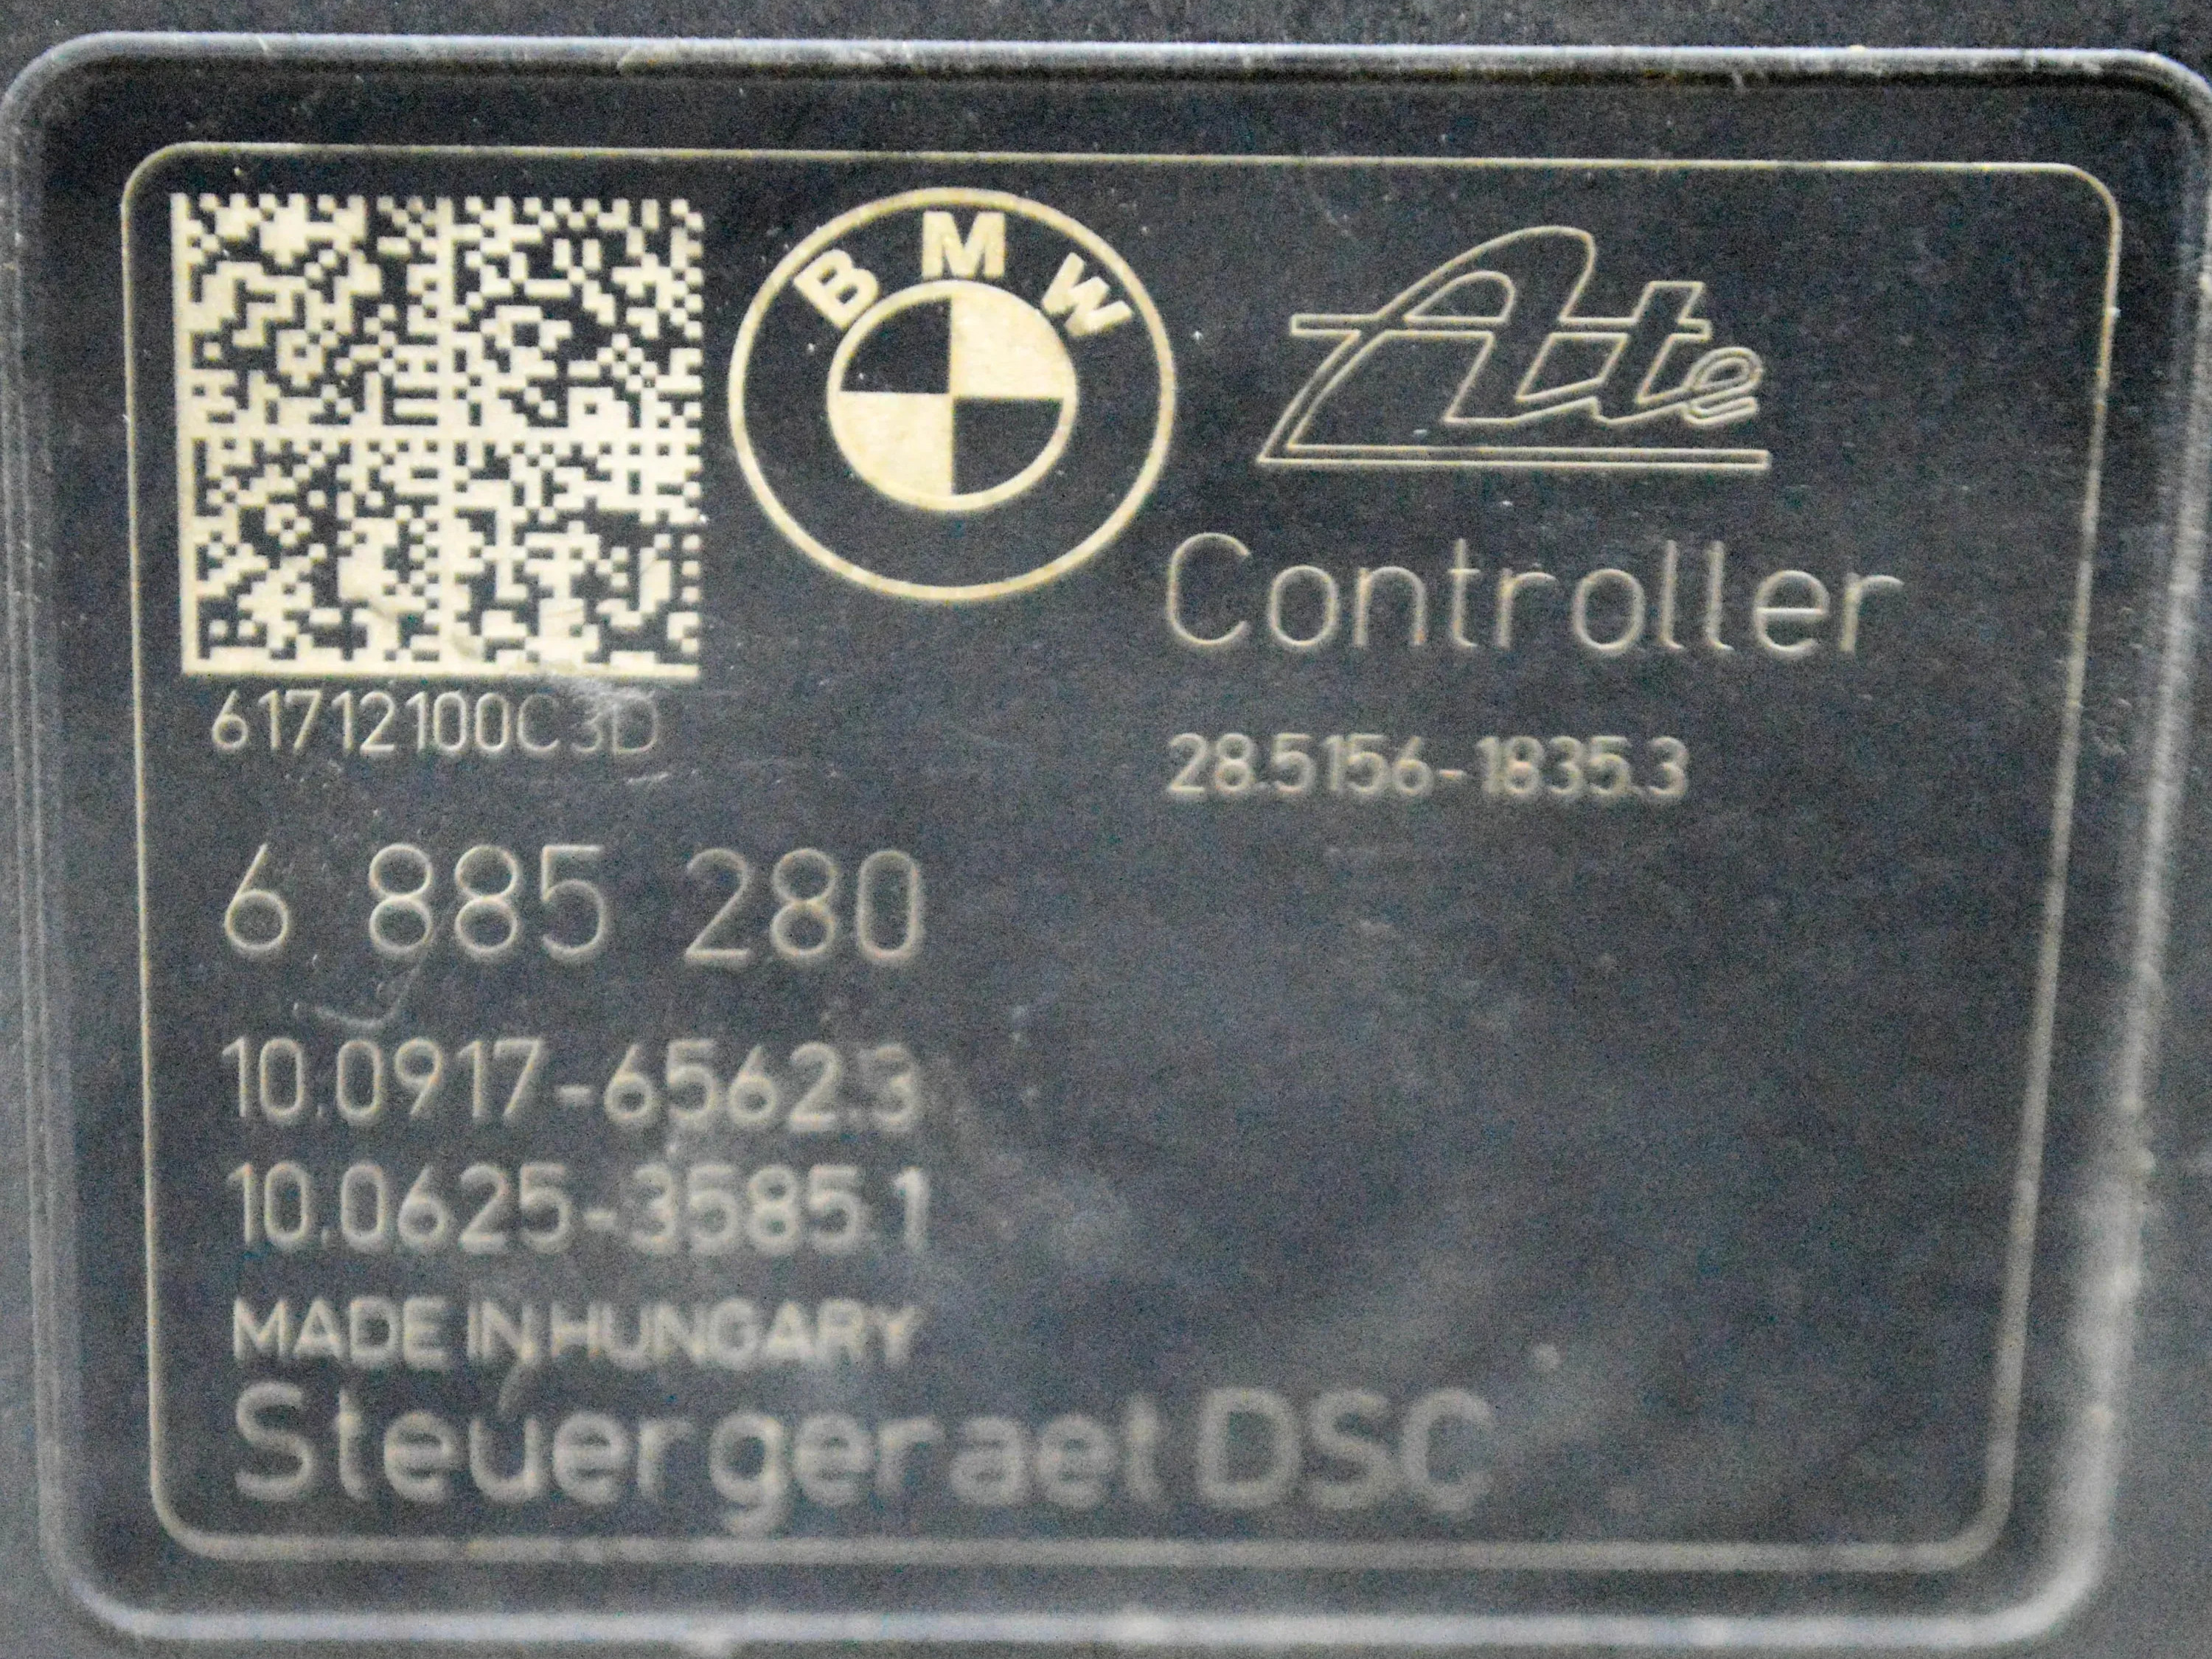 BMW
Ate
Controller
61712100C3D
28.5156-1835.3
6 885 280
10.0917-6562.3
10.0625-3585.1
MADE IN HUNGARY
Steuergeraet DSC